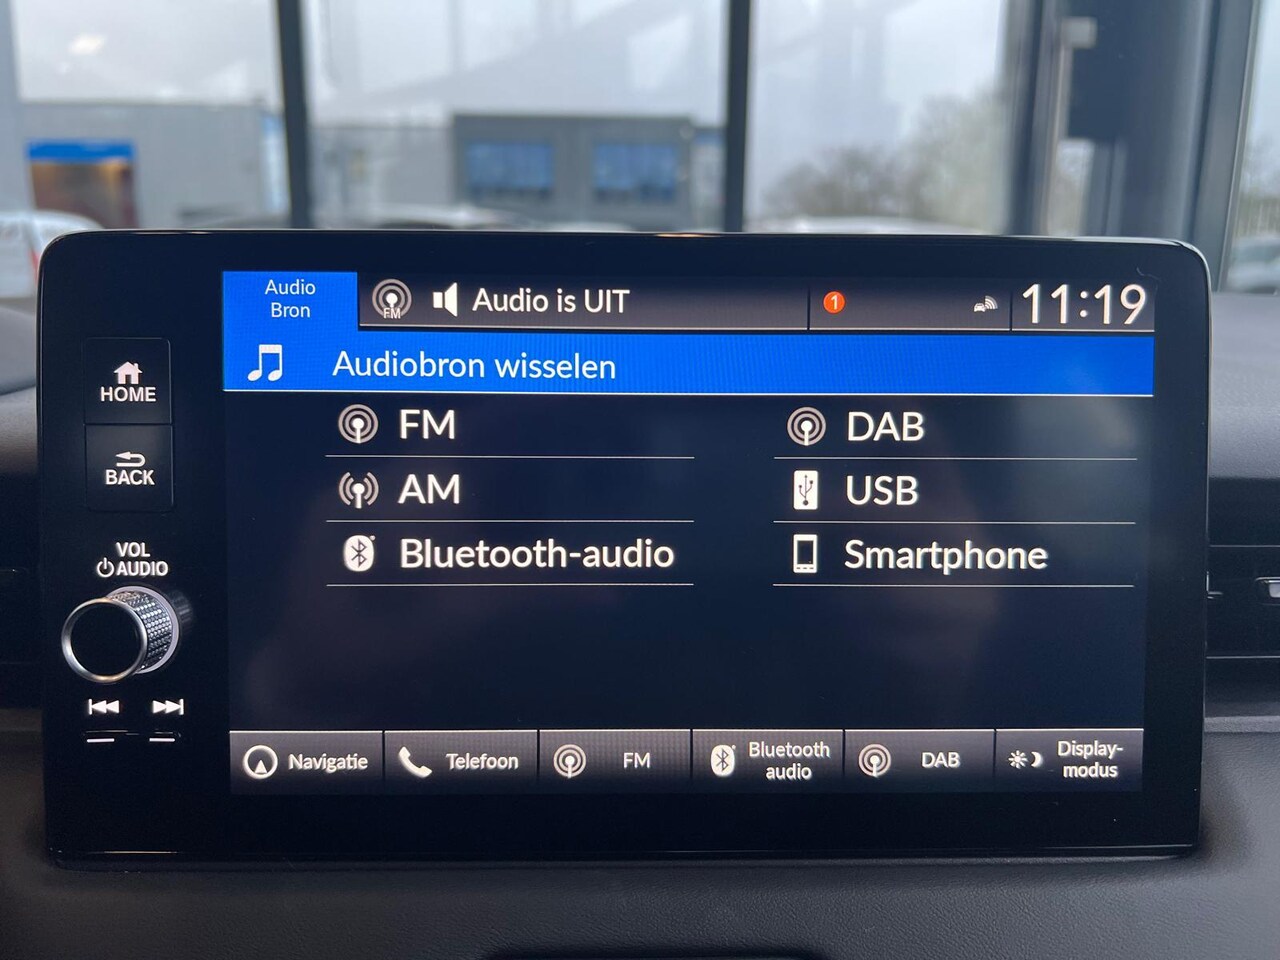 Audio
Bron
FM
Audio is UIT
1
11:19
Audiobron wisselen
HOME
BACK
VOL
AUDIO
FM
DAB
AM
USB
Bluetooth-audio
Smartphone
Navigatie
Telefoon
FM
Bluetooth
audio
DAB
Display-
modus